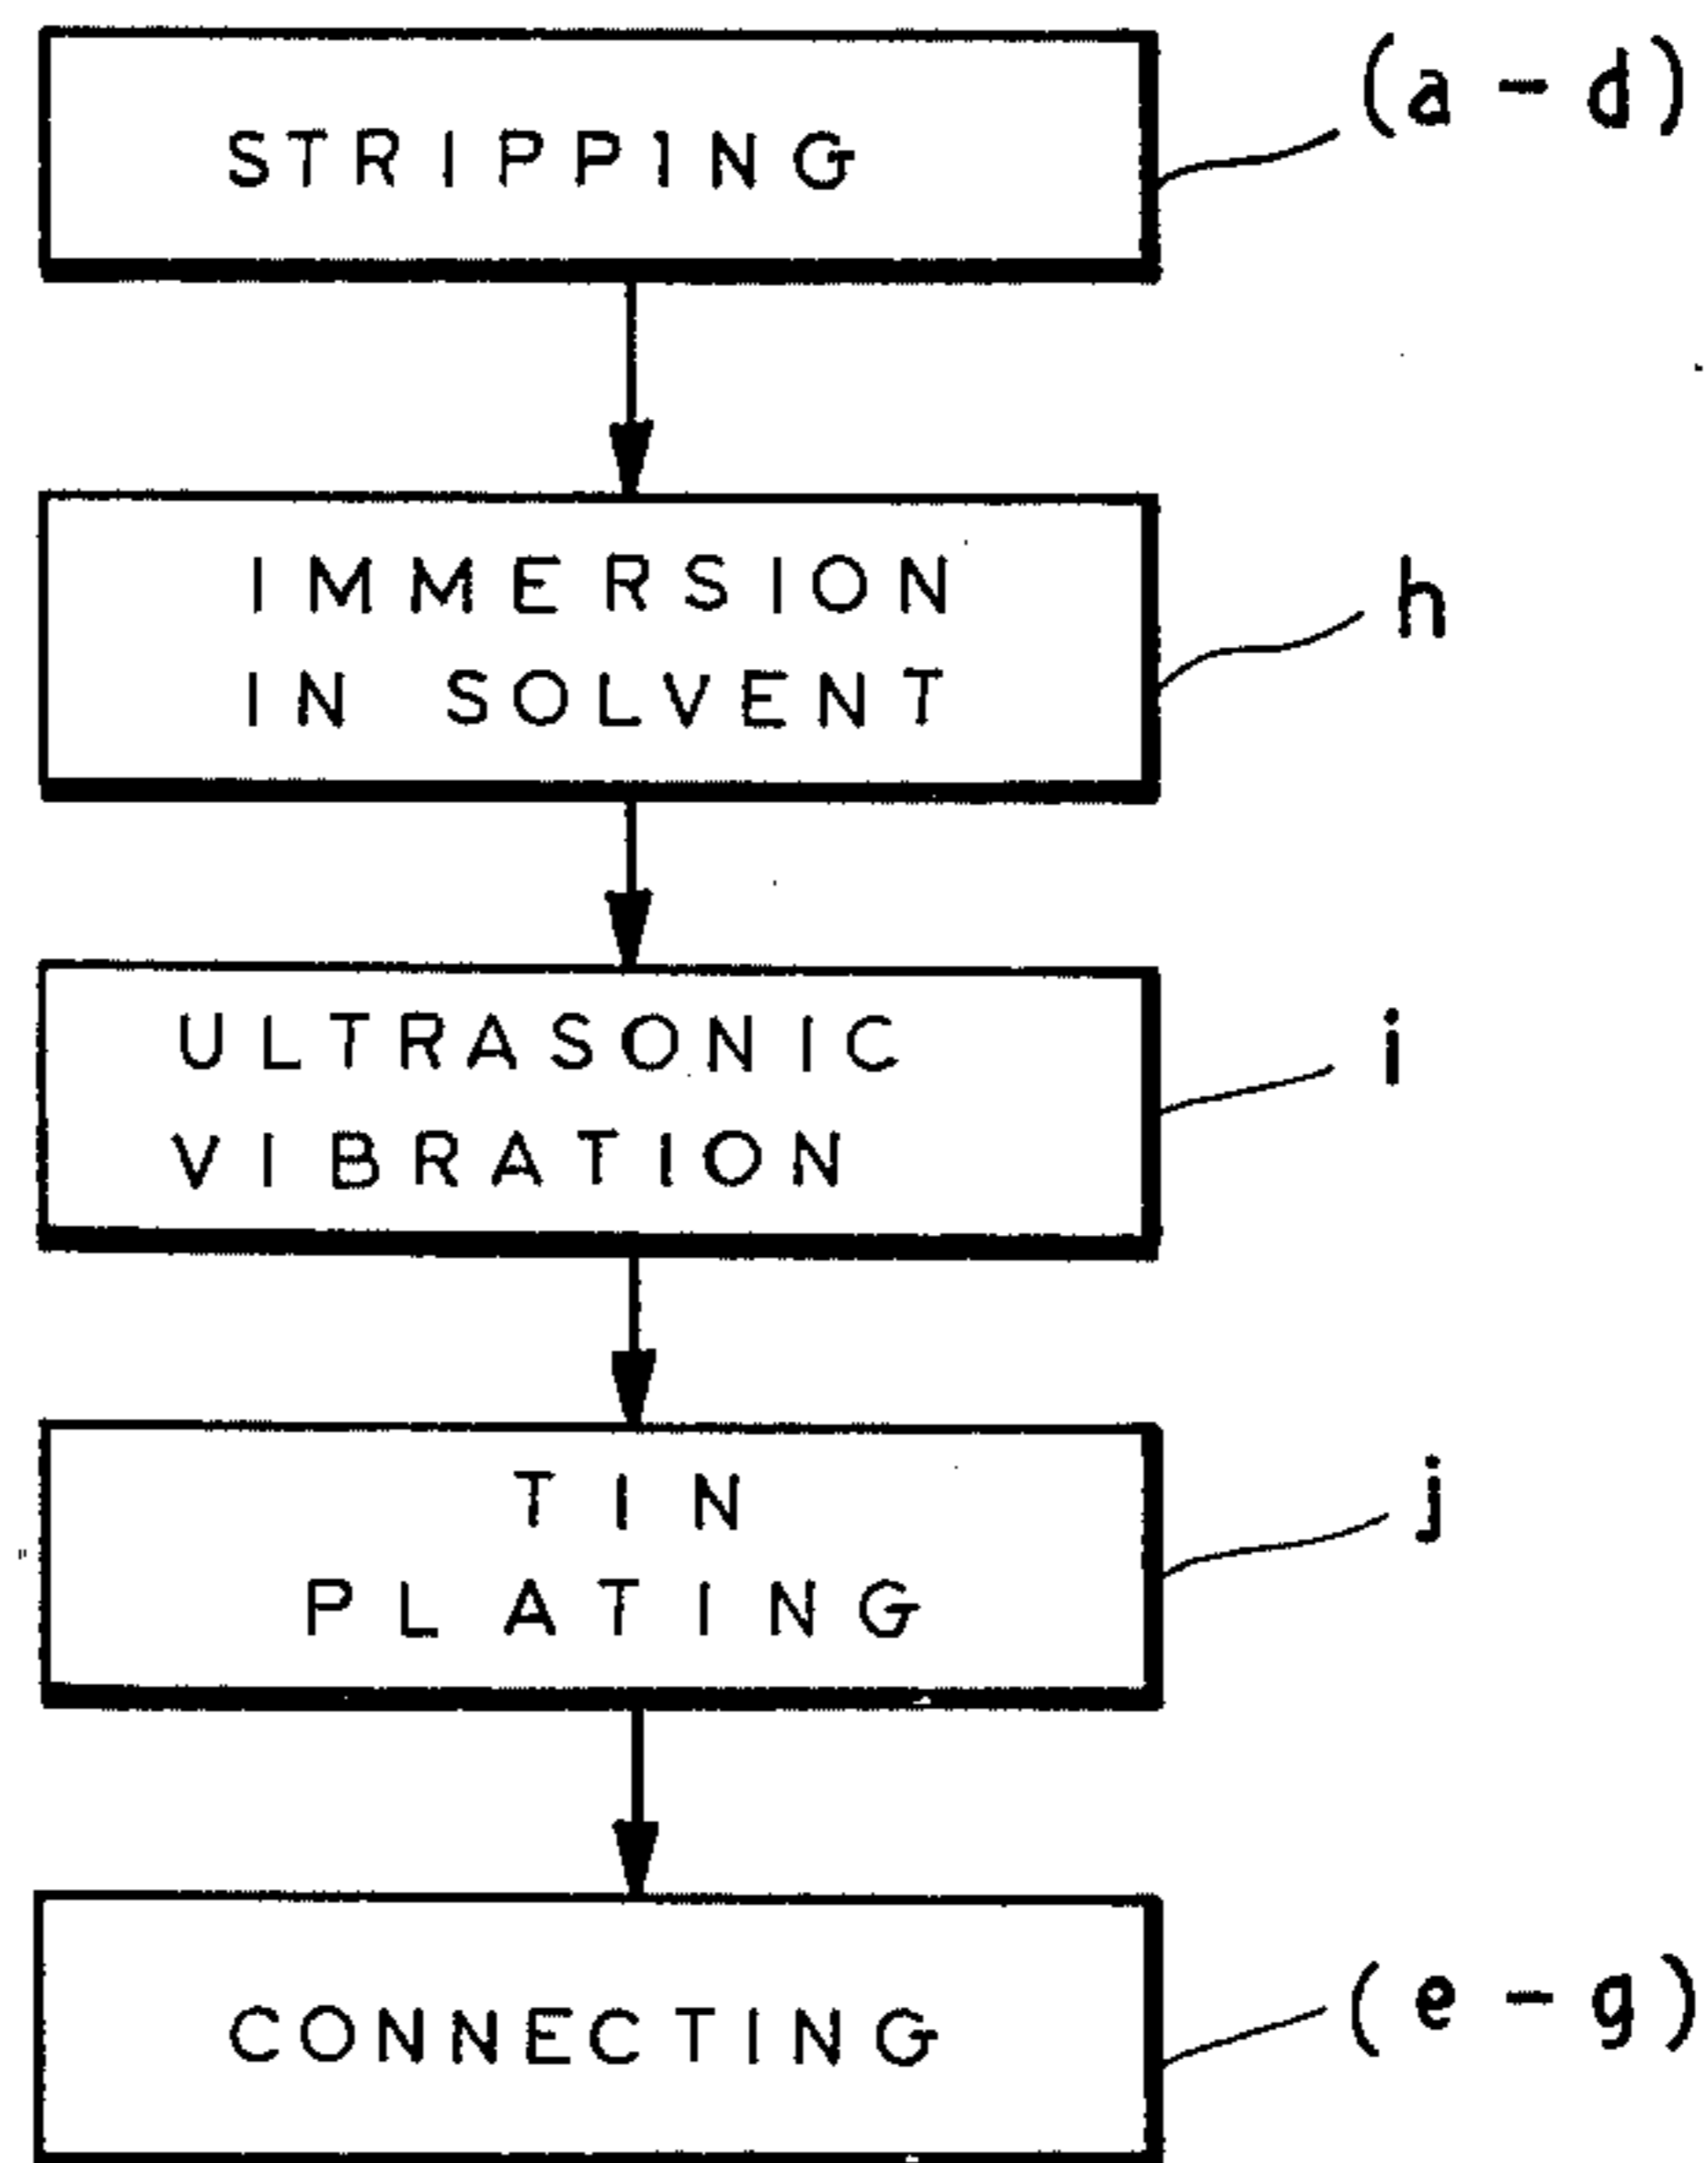 STRIPPING
(a - d)
IMMERSION
IN SOLVENT
h
ULTRASONIC
VIBRATION
i
TIN
PLATING
j
CONNECTING
(e - g)